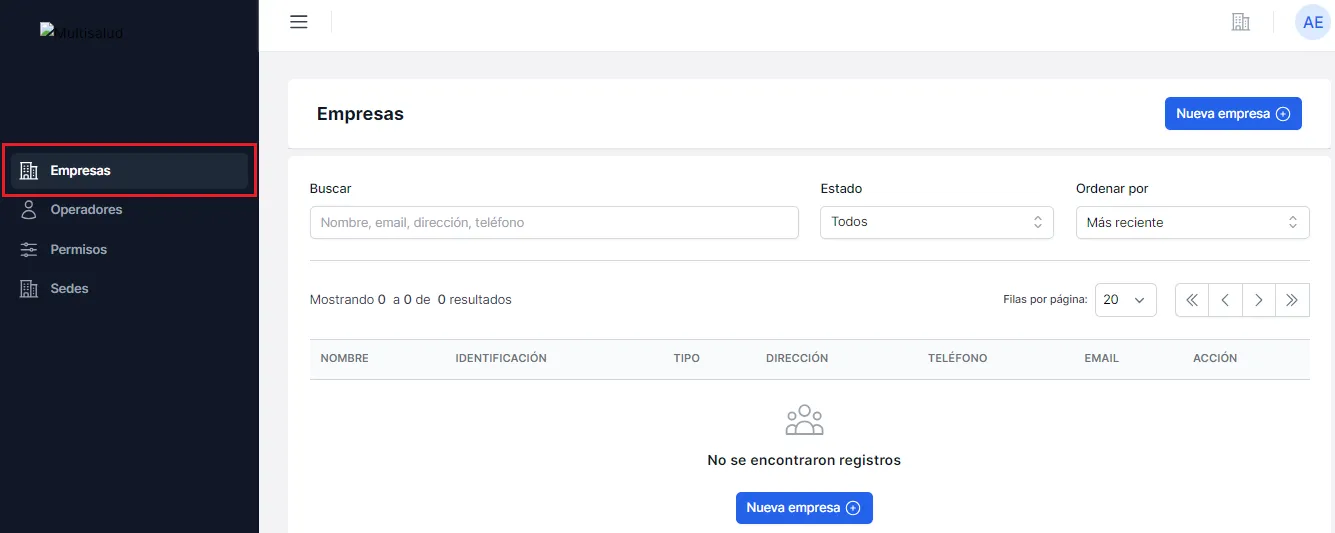 Multisalud
AE
Empresas
Nueva empresa
Empresas
Operadores
Permisos
Sedes
Buscar
Estado
Ordenar por
Nombre, email, dirección, teléfono
Todos
Más reciente
Mostrando 0 a 0 de 0 resultados
Filas por página:
20
NOMBRE IDENTIFICACIÓN TIPO DIRECCIÓN TELÉFONO EMAIL ACCIÓN
No se encontraron registros
Nueva empresa